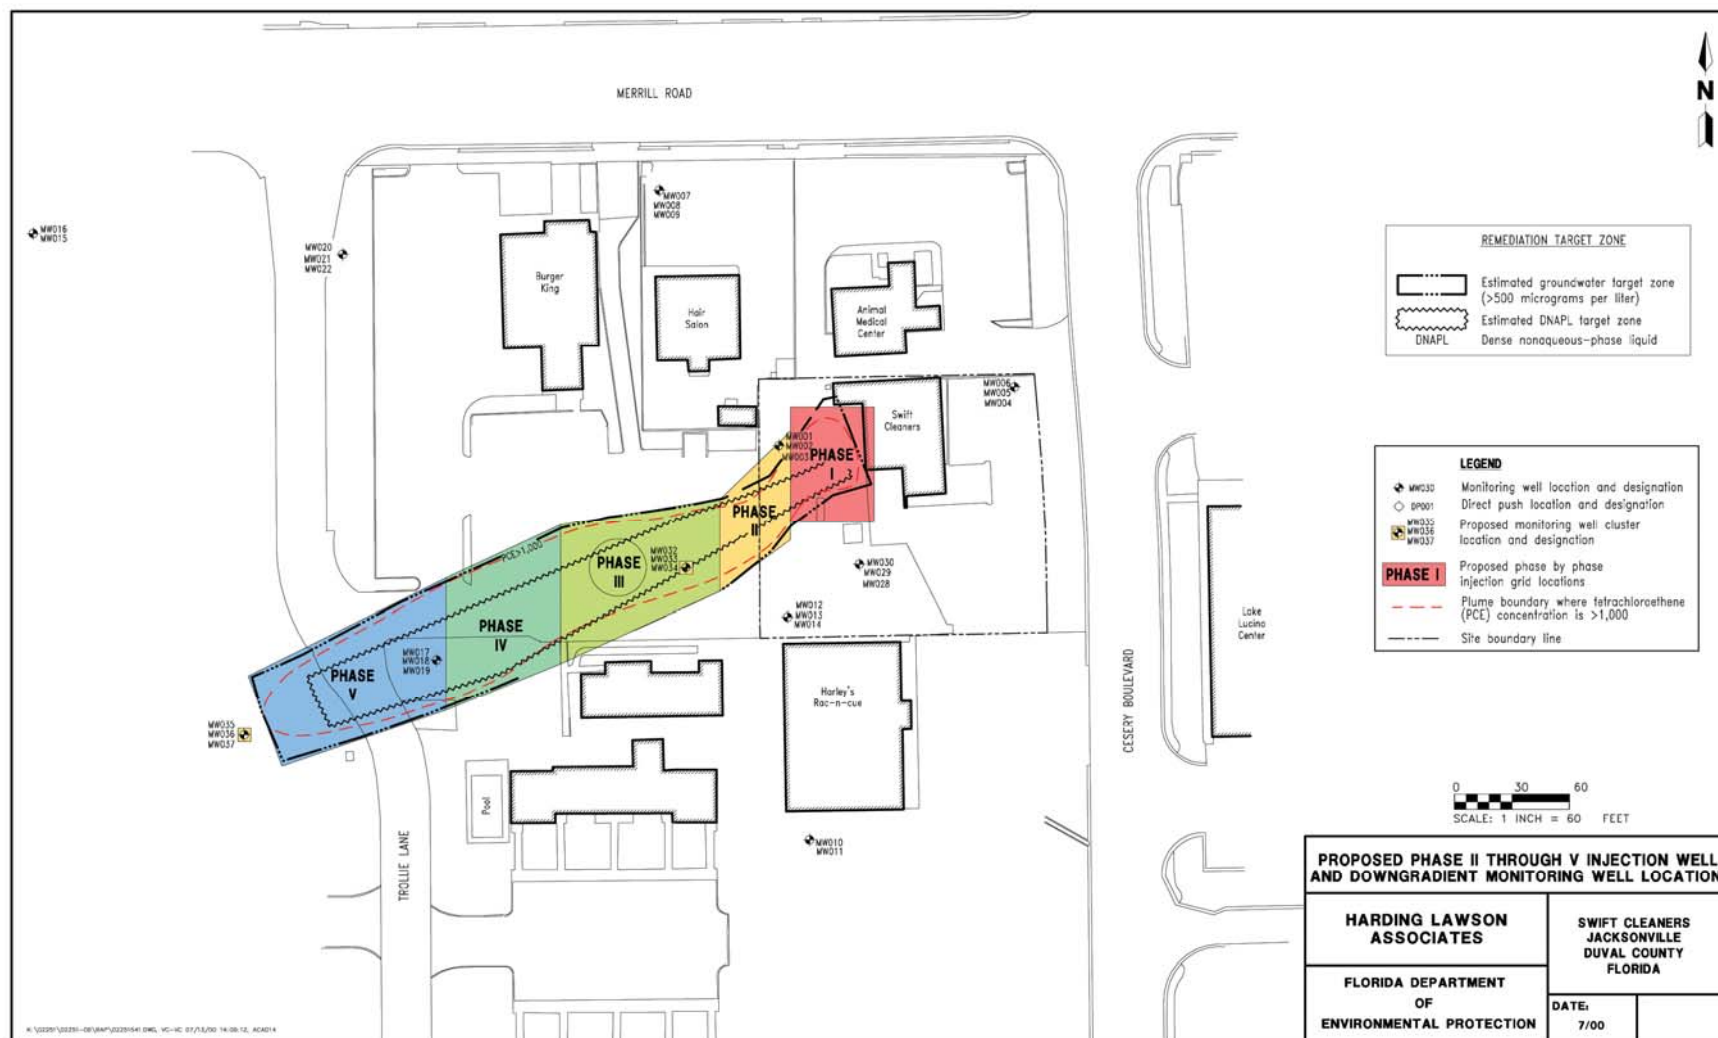 MERRILL ROAD
N
MW016
MW015
MW020
MW021
MW022
MW007
MW008
MW009
Burger
King
Hair
Salon
Animal
Medical
Center
MW006
MW005
MW004
Swift
Cleaners
MW001
MW002
MW003
PHASE
I
PHASE
II
PCE>1,000
MW032
MW033
MW034
PHASE
III
MW030
MW029
MW028
MW012
MW013
MW014
PHASE
IV
MW017
MW018
MW019
PHASE
V
MW035
MW036
MW037
Harley's
Rac-n-cue
Lake
Lucina
Center
CESERY BOULEVARD
Pool
MW010
MW011
TROLLIE LANE
REMEDIATION TARGET ZONE
Estimated groundwater target zone
(>500 micrograms per liter)
Estimated DNAPL target zone
DNAPL Dense nonaqueous-phase liquid
LEGEND
MW030 Monitoring well location and designation
DP001 Direct push location and designation
MW035
MW036
MW037
Proposed monitoring well cluster
location and designation
PHASE I
Proposed phase by phase
injection grid locations
Plume boundary where tetrachloroethene
(PCE) concentration is >1,000
Site boundary line
0 30 60
SCALE: 1 INCH = 60 FEET
PROPOSED PHASE II THROUGH V INJECTION WELL
AND DOWNGRADIENT MONITORING WELL LOCATION
HARDING LAWSON
ASSOCIATES
SWIFT CLEANERS
JACKSONVILLE
DUVAL COUNTY
FLORIDA
FLORIDA DEPARTMENT
OF
ENVIRONMENTAL PROTECTION
DATE:
7/00